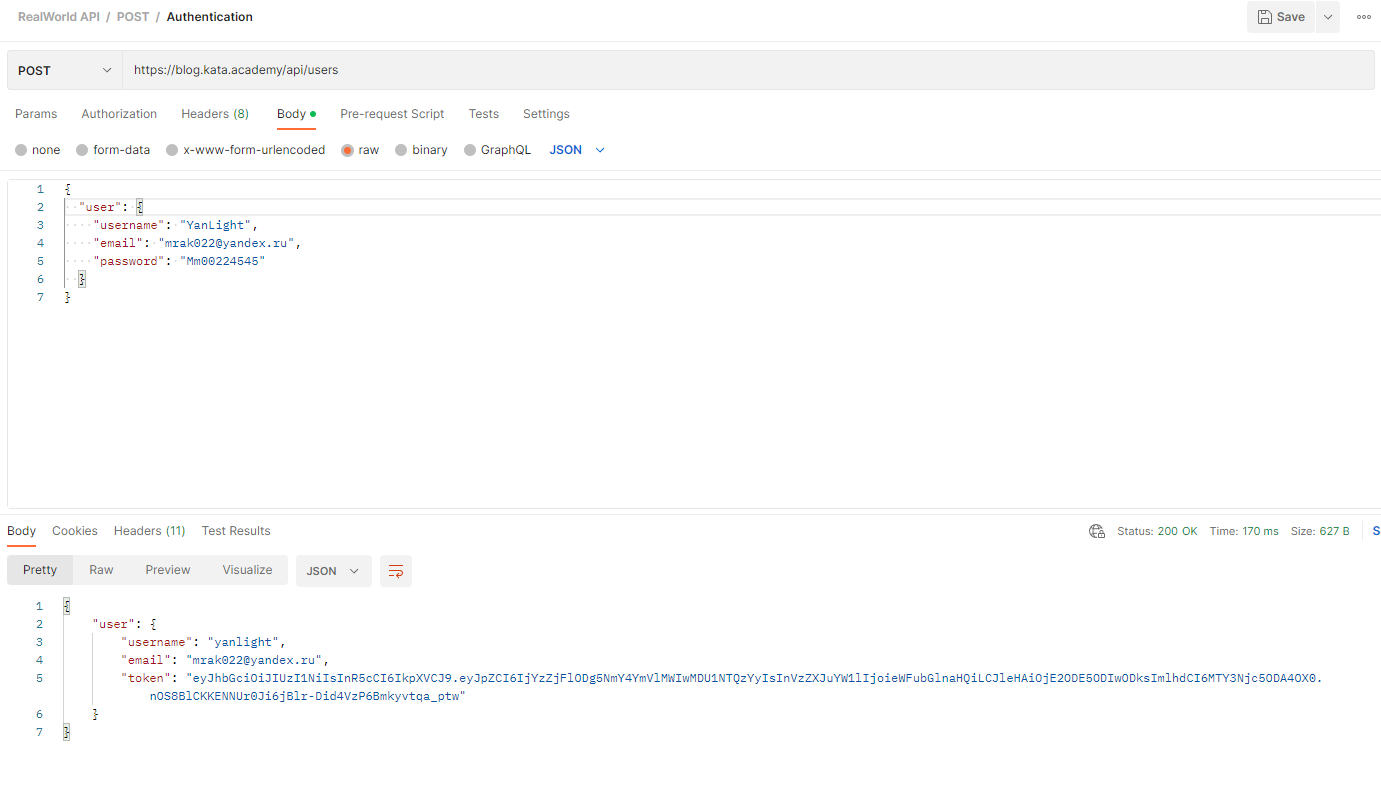 RealWorld API / POST / Authentication
Save
POST https://blog.kata.academy/api/users
Params Authorization Headers (8) Body Pre-request Script Tests Settings
none form-data x-www-form-urlencoded raw binary GraphQL JSON
1 {
2 "user": {
3 "username": "YanLight",
4 "email": "mrak022@yandex.ru",
5 "password": "Mm00224545"
6 }
7 }
Body Cookies Headers (11) Test Results Status: 200 OK Time: 170 ms Size: 627 B S
Pretty Raw Preview Visualize JSON
1 {
2 "user": {
3 "username": "yanlight",
4 "email": "mrak022@yandex.ru",
5 "token": "eyJhbGciOiJIUzI1NiIsInR5cCI6IkpXVCJ9.eyJpZCI6IjYzZjFlODg5NmY4YmVlMWIwMDU1NTQzYyIsInVzZXJuYW1lIjoieWFubGlnaHQiLCJleHAiOjE2ODE5ODIwODksImlhdCI6MTY3Njc5ODA4OX0.
nOS8BlCKKENNUr0Ji6jBlr-Did4VzP6Bmkyvtqa_ptw"
6 }
7 }